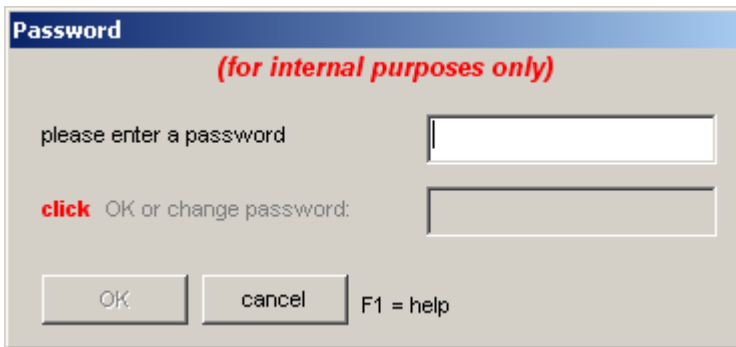 Password
(for internal purposes only)
please enter a password
click OK or change password:
OK cancel F1 = help